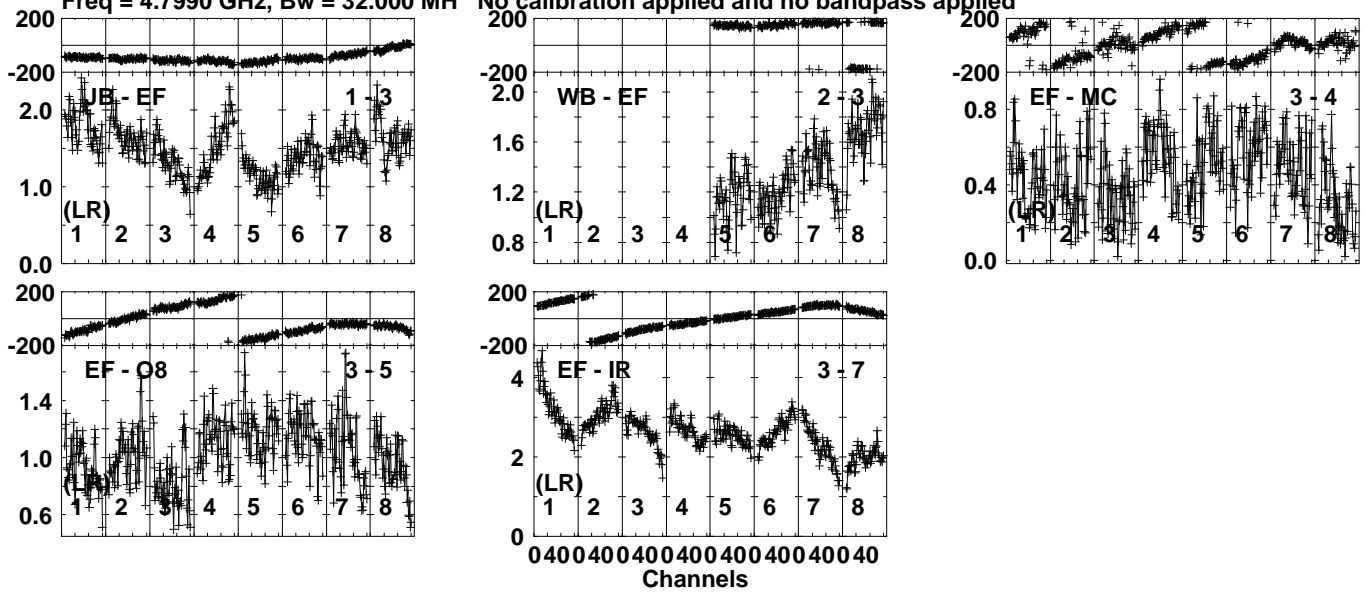 Freq = 4.7990 GHz, Bw = 32.000 MH No calibration applied and no bandpass applied
200
-200
JB - EF 1 - 3
2.0
1.0
0.0
(LR)
1 2 3 4 5 6 7 8
200
-200
WB - EF 2 - 3
2.0
1.6
1.2
0.8
(LR)
1 2 3 4 5 6 7 8
200
-200
EF - MC 3 - 4
0.8
0.4
0.0
(LR)
1 2 3 4 5 6 7 8
200
-200
EF - O8 3 - 5
1.4
1.0
0.6
(LR)
1 2 3 4 5 6 7 8
200
-200
EF - IR 3 - 7
4
2
0
(LR)
1 2 3 4 5 6 7 8
0 40 0 40 0 40 0 40 0 40 0 40 0 40 0 40
Channels